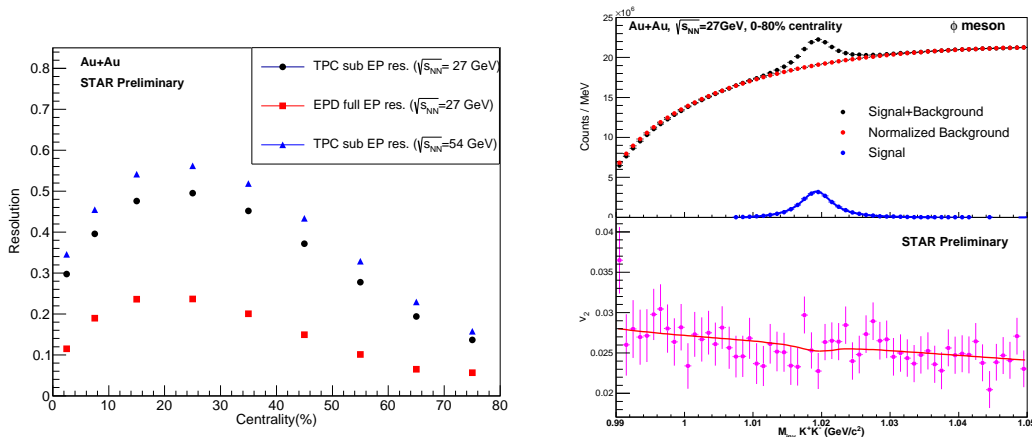 Au+Au
STAR Preliminary
TPC sub EP res. (√sNN= 27 GeV)
EPD full EP res. (√sNN=27 GeV)
TPC sub EP res. (√sNN=54 GeV)
Resolution
0.8
0.7
0.6
0.5
0.4
0.3
0.2
0.1
0
0 10 20 30 40 50 60 70 80
Centrality(%)
×10⁶
Au+Au, √sNN=27GeV, 0-80% centrality
ϕ meson
Counts / MeV
25
20
15
10
5
0
Signal+Background
Normalized Background
Signal
STAR Preliminary
v₂
0.04
0.035
0.03
0.025
0.02
0.99 1 1.01 1.02 1.03 1.04 1.05
K⁺K⁻ (GeV/c²)